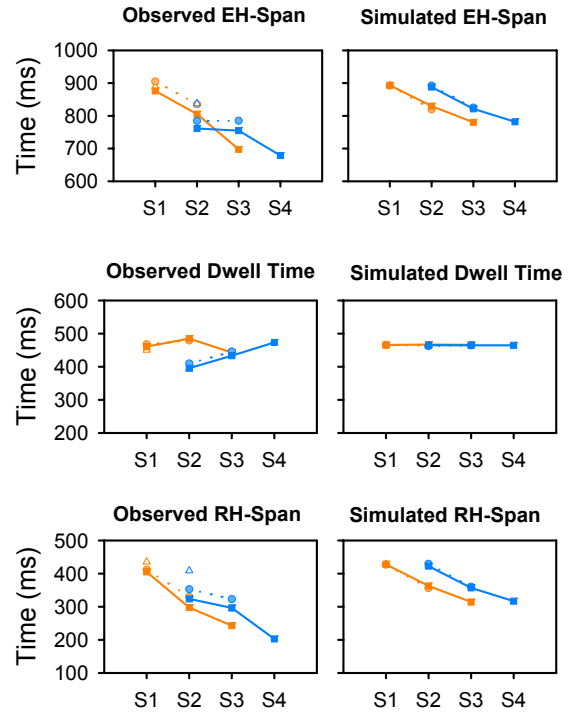 Observed EH-Span
Simulated EH-Span
Time (ms)
1000
900
800
700
600
S1 S2 S3 S4
S1 S2 S3 S4
Observed Dwell Time
Simulated Dwell Time
Time (ms)
600
500
400
300
200
S1 S2 S3 S4
S1 S2 S3 S4
Observed RH-Span
Simulated RH-Span
Time (ms)
500
400
300
200
100
S1 S2 S3 S4
S1 S2 S3 S4